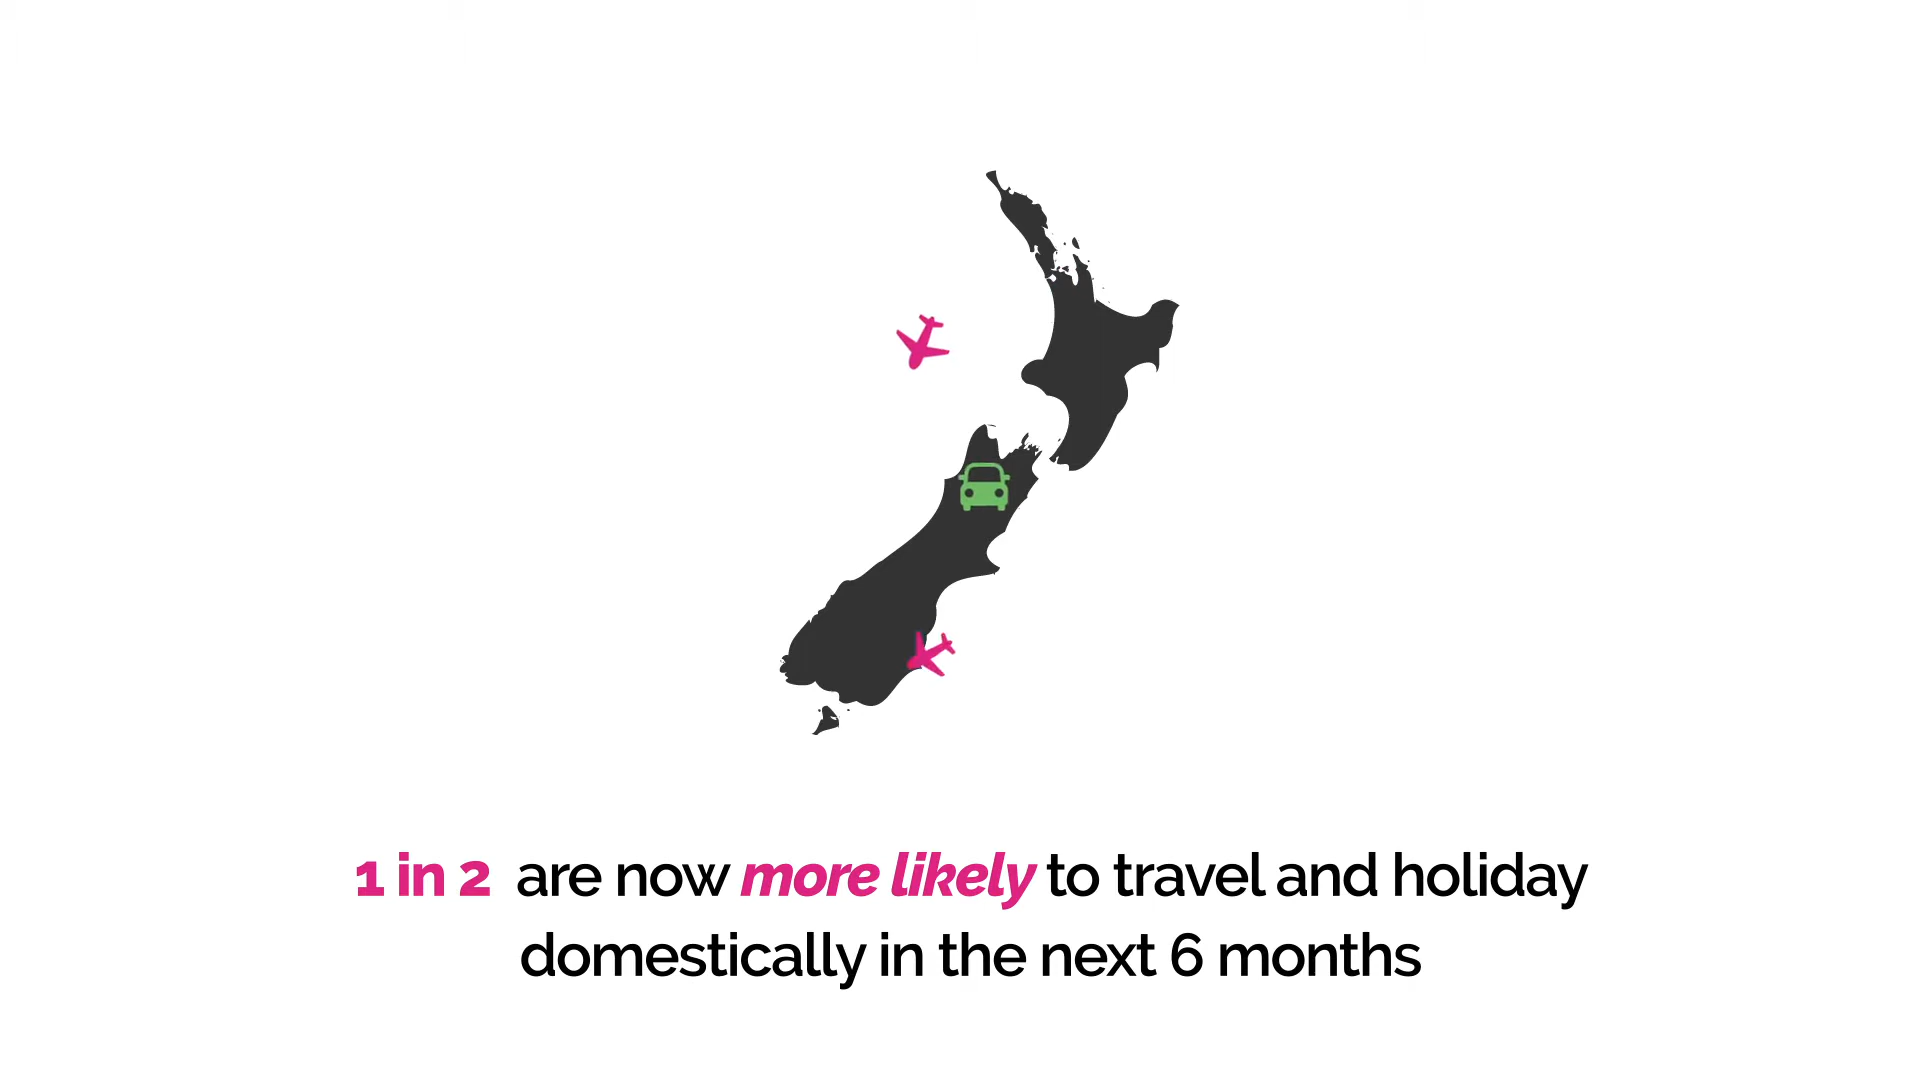 1 in 2 are now more likely to travel and holiday
domestically in the next 6 months